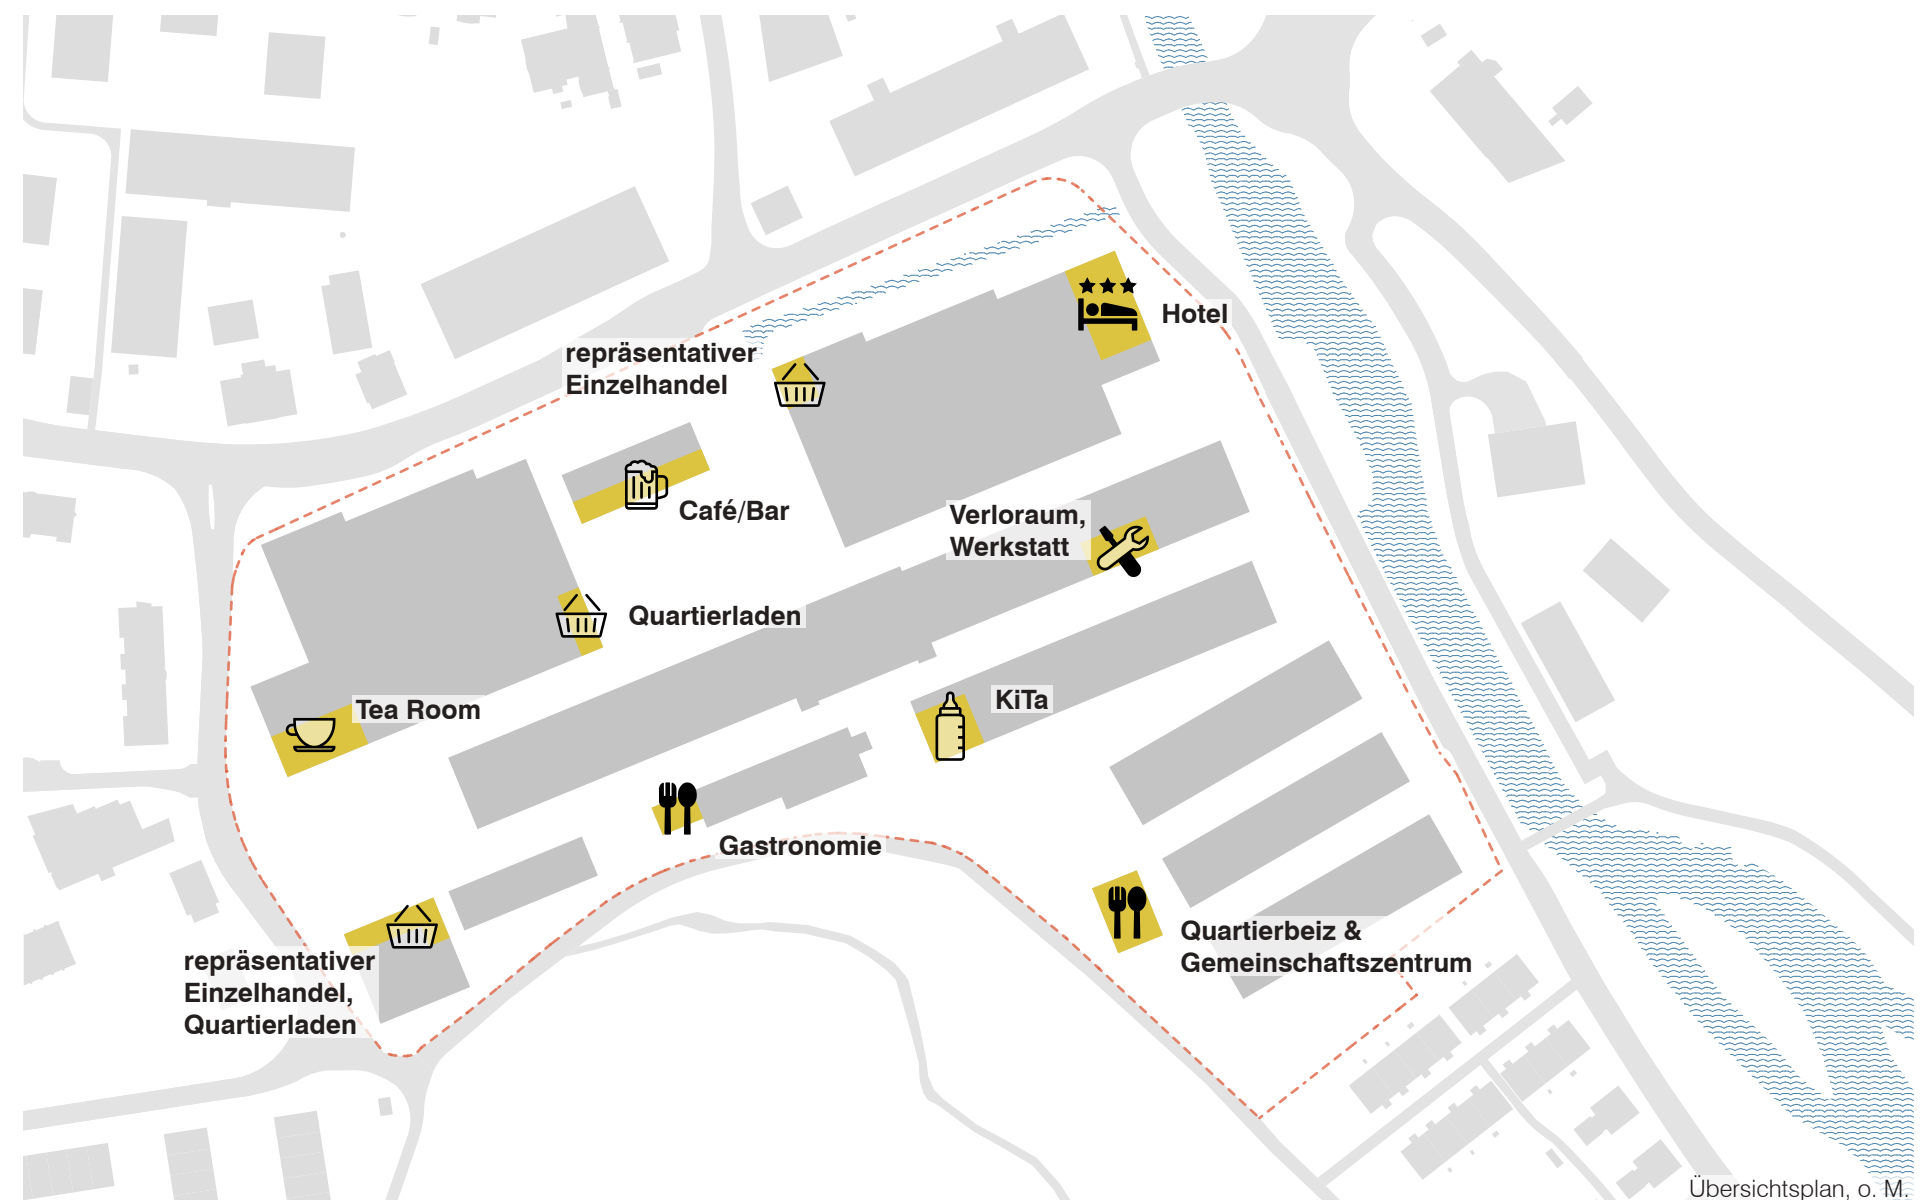 Hotel
repräsentativer
Einzelhandel
Café/Bar
Verloraum,
Werkstatt
Quartierladen
KiTa
Tea Room
Gastronomie
Quartierbeiz &
Gemeinschaftszentrum
repräsentativer
Einzelhandel,
Quartierladen
Übersichtsplan, o. M.